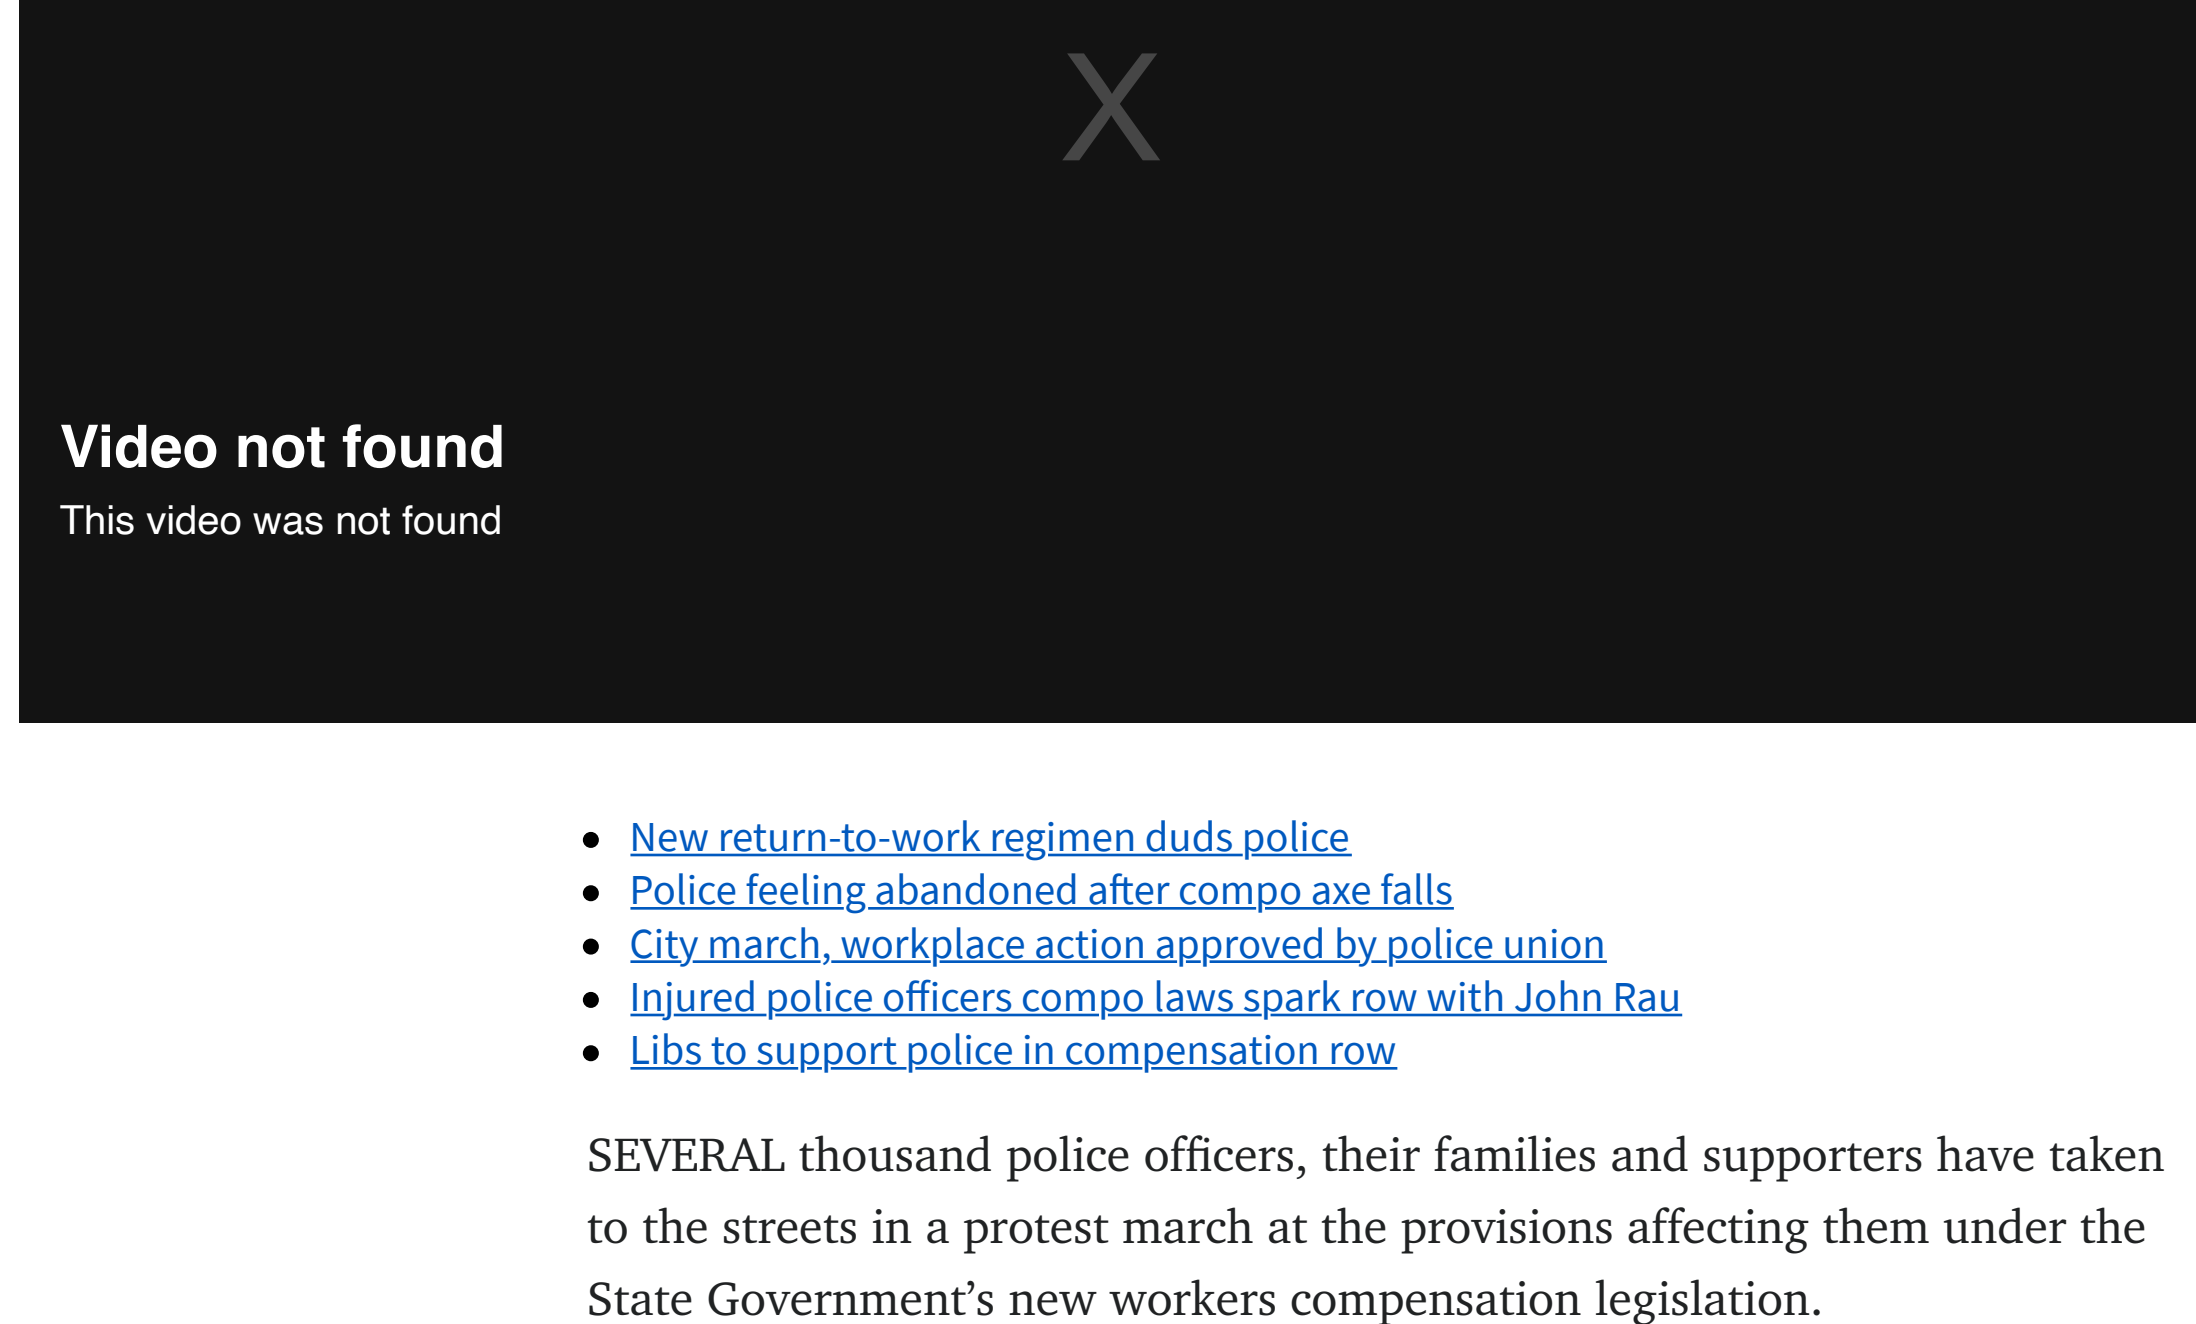 X
Video not found
This video was not found
New return-to-work regimen duds police
Police feeling abandoned after compo axe falls
City march, workplace action approved by police union
Injured police officers compo laws spark row with John Rau
Libs to support police in compensation row
SEVERAL thousand police officers, their families and supporters have taken
to the streets in a protest march at the provisions affecting them under the
State Government’s new workers compensation legislation.